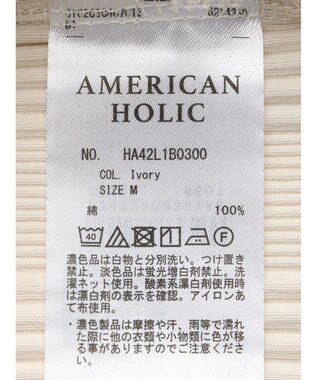 AMERICAN
HOLIC
NO. HA42L1B0300
COL. Ivory
SIZE M
綿 100%
40
F
濃色品は白物と分別洗い。つけ置き
禁止。淡色品は蛍光増白剤禁止。洗
濯ネット使用。酸素系漂白剤使用時
は漂白剤の表示を確認。アイロンあ
て布使用。
・濃色製品は摩擦や汗、雨等で濡れ
た際に他の衣類や小物類に色が移
る事がありますのでご注意くださ
い。